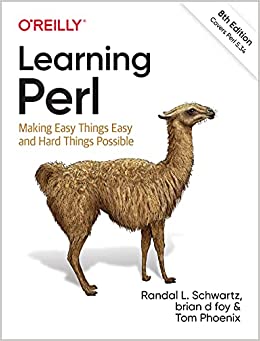 O'REILLY®
8th Edition
Covers Perl 5.34
Learning
Perl
Making Easy Things Easy
and Hard Things Possible
Randal L. Schwartz,
brian d foy &
Tom Phoenix